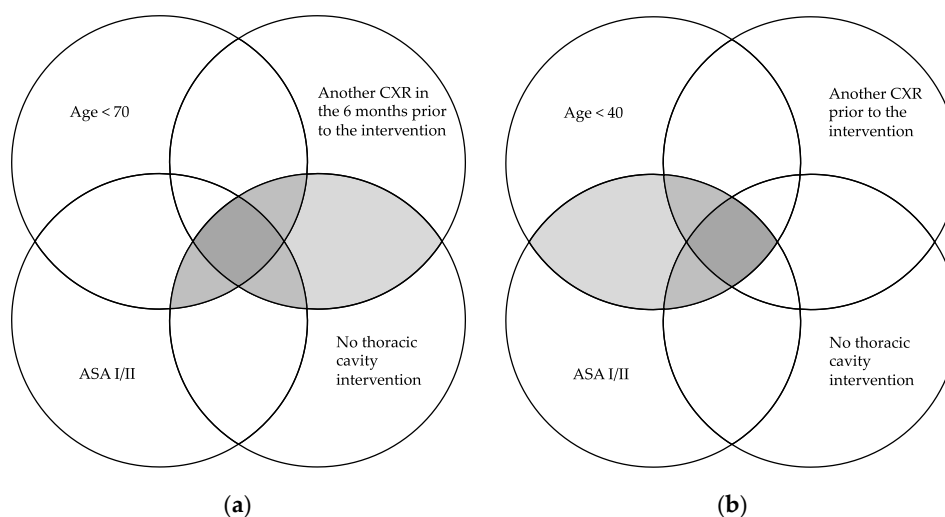 Age < 70
Another CXR in
the 6 months prior
to the intervention
ASA I/II
No thoracic
cavity
intervention
(a)
Age < 40
Another CXR
prior to the
intervention
ASA I/II
No thoracic
cavity
intervention
(b)